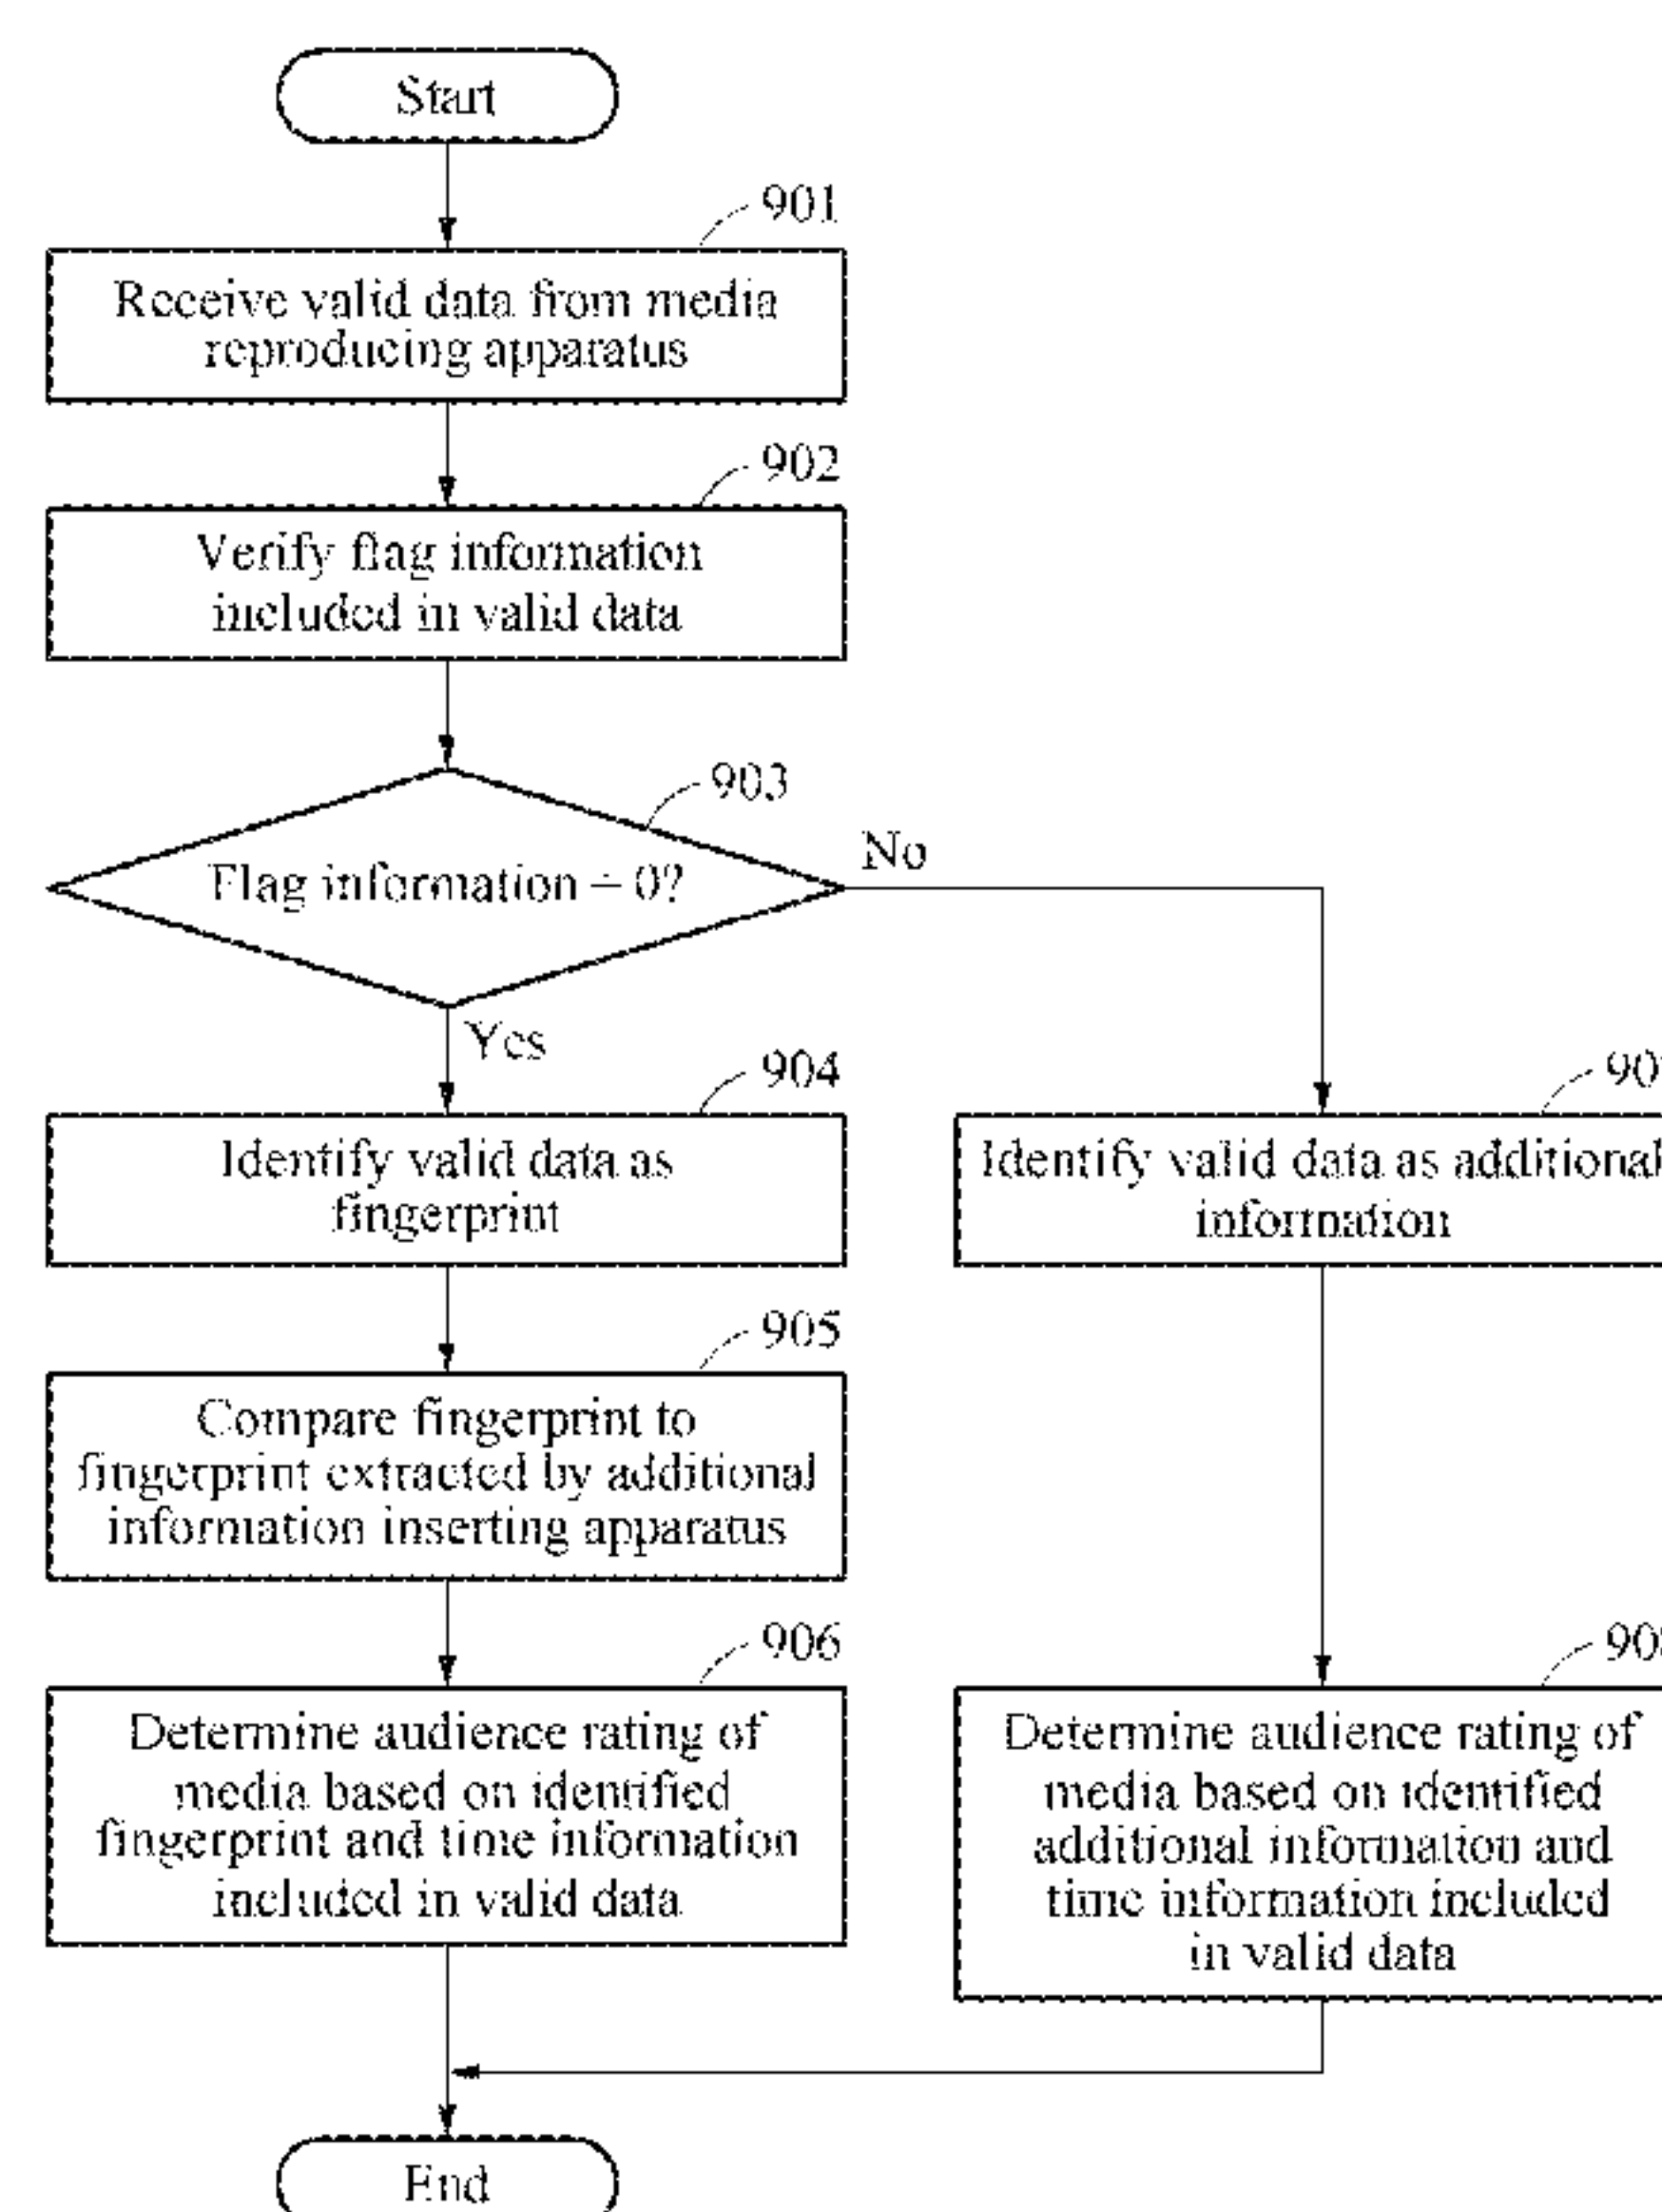 Start
901
Receive valid data from media
reproducing apparatus
902
Verify flag information
included in valid data
903
Flag information = 0?
No
Yes
904
Identify valid data as
fingerprint
Identify valid data as additional
information
905
Compare fingerprint to
fingerprint extracted by additional
information inserting apparatus
906
Determine audience rating of
media based on identified
fingerprint and time information
included in valid data
908
Determine audience rating of
media based on identified
additional information and
time information included
in valid data
End